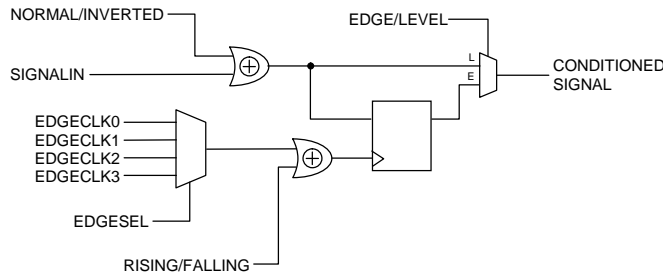 NORMAL/INVERTED
EDGE/LEVEL
SIGNALIN
L
E
CONDITIONED
SIGNAL
EDGECLK0
EDGECLK1
EDGECLK2
EDGECLK3
EDGESEL
RISING/FALLING